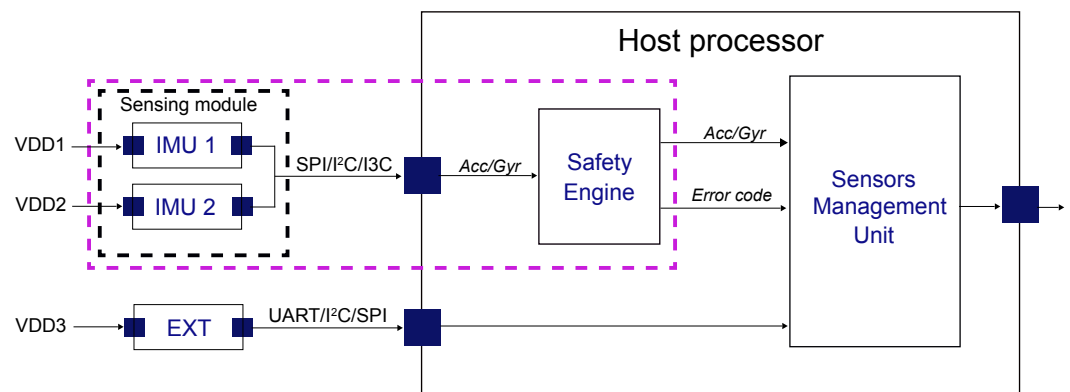 Host processor
Sensing module
VDD1
IMU 1
SPI/I²C/I3C
Acc/Gyr
Safety
Engine
Acc/Gyr
VDD2
IMU 2
Error code
Sensors
Management
Unit
VDD3
EXT
UART/I²C/SPI